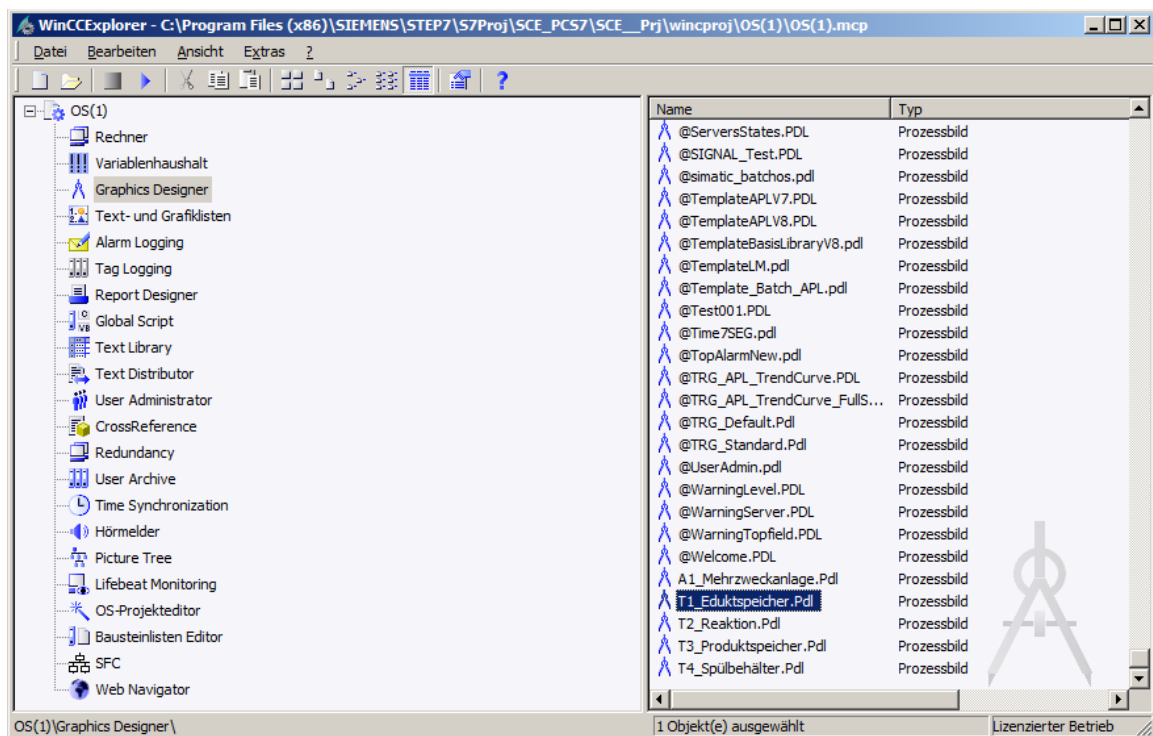 WinCCExplorer - C:\Program Files (x86)\SIEMENS\STEP7\S7Proj\SCE_PCS7\SCE__Prj\wincproj\OS(1)\OS(1).mcp
Datei Bearbeiten Ansicht Extras ?
OS(1)
Rechner
Variablenhaushalt
Graphics Designer
Text- und Grafiklisten
Alarm Logging
Tag Logging
Report Designer
Global Script
Text Library
Text Distributor
User Administrator
CrossReference
Redundancy
User Archive
Time Synchronization
Hörmelder
Picture Tree
Lifebeat Monitoring
OS-Projekteditor
Bausteinlisten Editor
SFC
Web Navigator
Name Typ
@ServersStates.PDL Prozessbild
@SIGNAL_Test.PDL Prozessbild
@simatic_batchos.pdl Prozessbild
@TemplateAPLV7.PDL Prozessbild
@TemplateAPLV8.PDL Prozessbild
@TemplateBasisLibraryV8.pdl Prozessbild
@TemplateLM.pdl Prozessbild
@Template_Batch_APL.pdl Prozessbild
@Test001.PDL Prozessbild
@Time7SEG.pdl Prozessbild
@TopAlarmNew.pdl Prozessbild
@TRG_APL_TrendCurve.PDL Prozessbild
@TRG_APL_TrendCurve_FullS... Prozessbild
@TRG_Default.Pdl Prozessbild
@TRG_Standard.Pdl Prozessbild
@UserAdmin.pdl Prozessbild
@WarningLevel.PDL Prozessbild
@WarningServer.PDL Prozessbild
@WarningTopfield.PDL Prozessbild
@Welcome.PDL Prozessbild
A1_Mehrzweckanlage.Pdl Prozessbild
T1_Eduktspeicher.Pdl Prozessbild
T2_Reaktion.Pdl Prozessbild
T3_Produktspeicher.Pdl Prozessbild
T4_Spülbehälter.Pdl Prozessbild
OS(1)\Graphics Designer\ 1 Objekt(e) ausgewählt Lizenzierter Betrieb